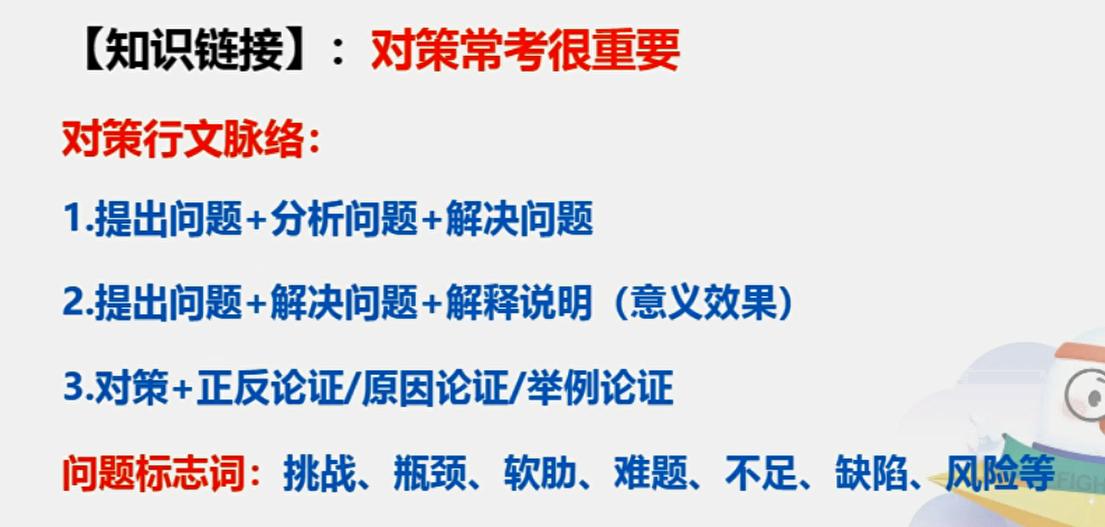 【知识链接】：对策常考很重要
对策行文脉络：
1.提出问题+分析问题+解决问题
2.提出问题+解决问题+解释说明（意义效果）
3.对策+正反论证/原因论证/举例论证
问题标志词：挑战、瓶颈、软肋、难题、不足、缺陷、风险等